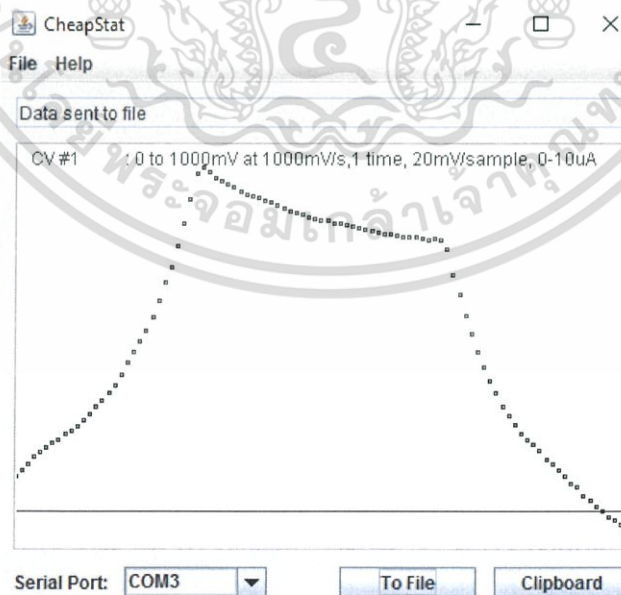 CheapStat
File Help
Data sent to file
CV #1 : 0 to 1000mV at 1000mV/s,1 time, 20mV/sample, 0-10uA
Serial Port: COM3 To File Clipboard